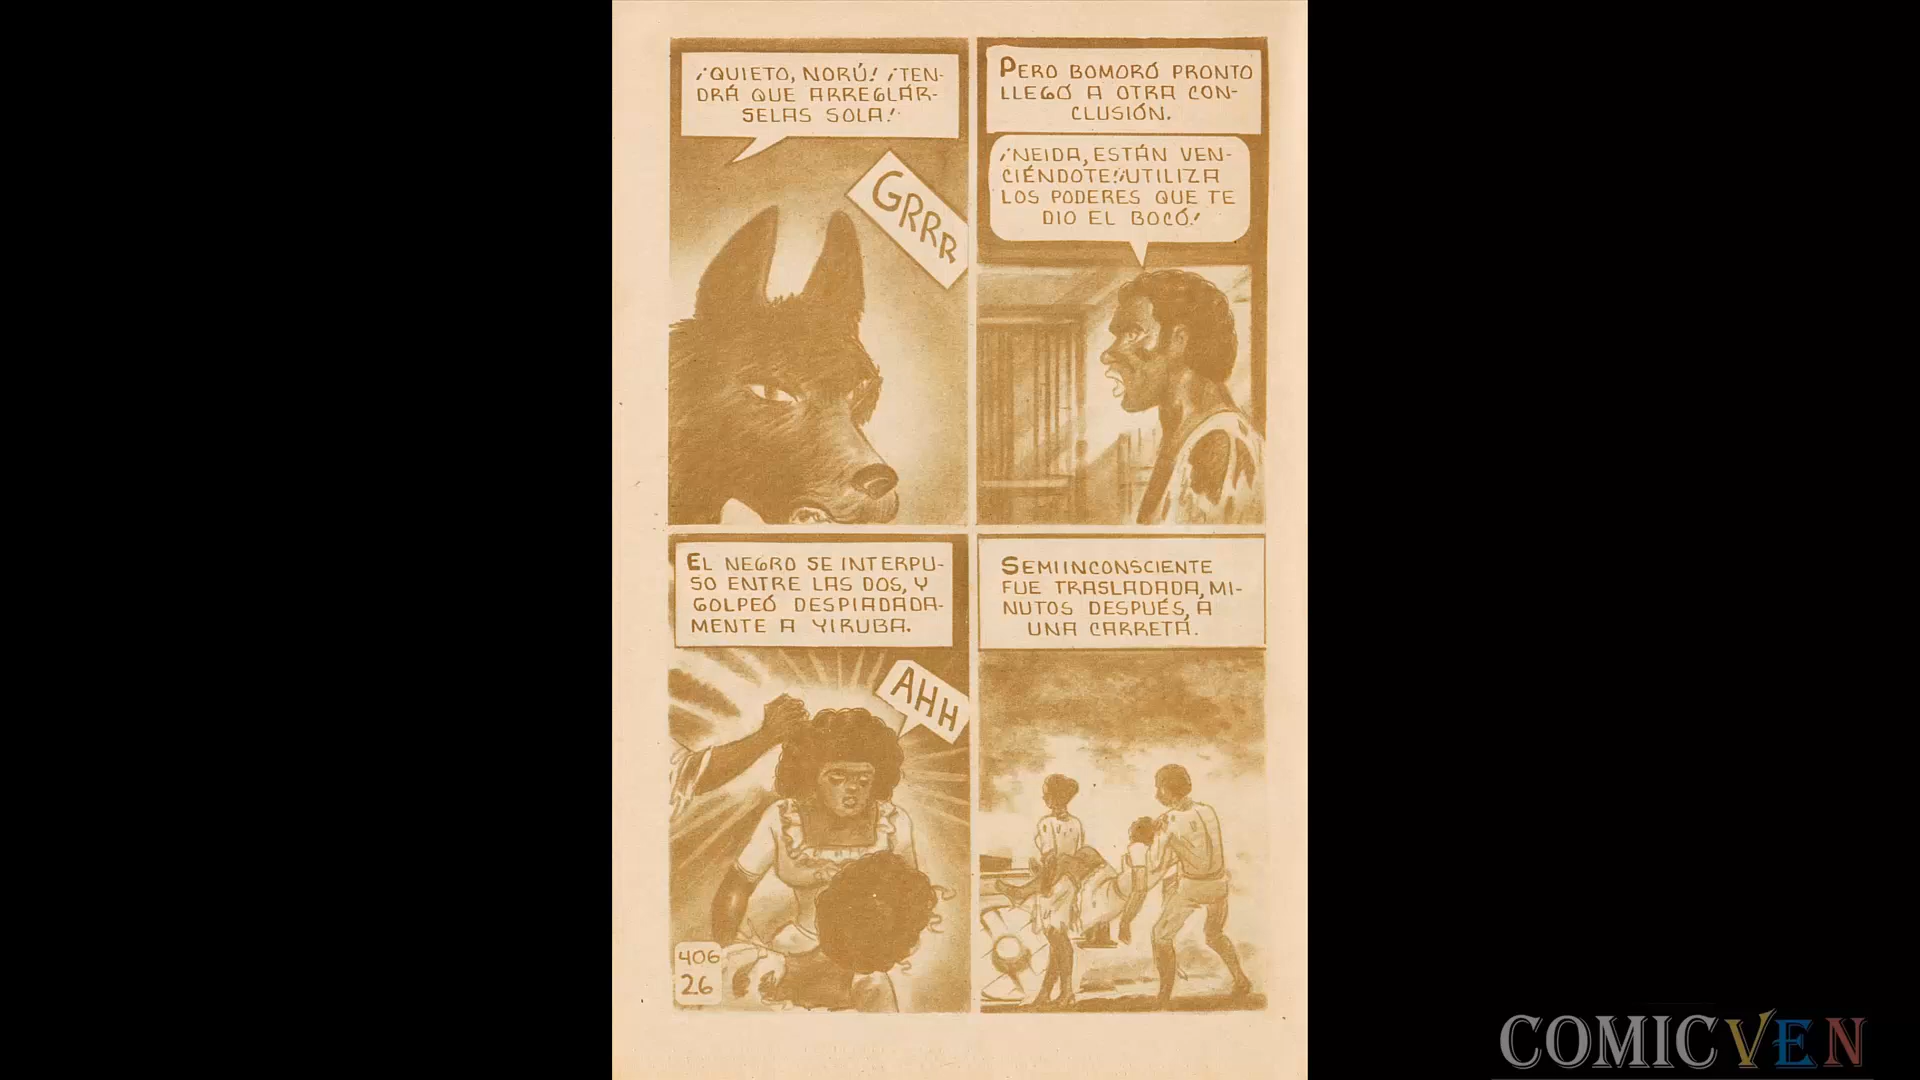 ¡QUIETO, NORÚ! ¡TEN-
DRÁ QUE ARREGLÁR-
SELAS SOLA!
GRRR
PERO BOMORÓ PRONTO
LLEGÓ A OTRA CON-
CLUSIÓN.
¡NEIDA, ESTÁN VEN-
CIÉNDOTE! ¡UTILIZA
LOS PODERES QUE TE
DIO EL BOCÓ!
EL NEGRO SE INTERPU-
SO ENTRE LAS DOS, Y
GOLPEÓ DESPIADADA-
MENTE A YIRUBA.
AHH
406
26
SEMIINCONSCIENTE
FUE TRASLADADA, MI-
NUTOS DESPUÉS, A
UNA CARRETA.
COMICVEN